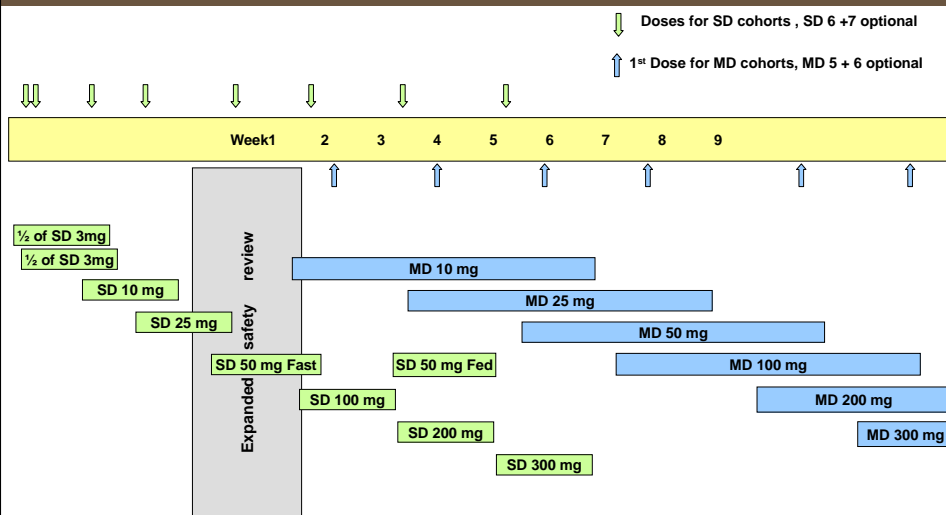 Doses for SD cohorts , SD 6 +7 optional
1st Dose for MD cohorts, MD 5 + 6 optional
Week1 2 3 4 5 6 7 8 9
½ of SD 3mg
½ of SD 3mg
SD 10 mg
SD 25 mg
SD 50 mg Fast
SD 100 mg
SD 50 mg Fed
SD 200 mg
SD 300 mg
Expanded safety review
MD 10 mg
MD 25 mg
MD 50 mg
MD 100 mg
MD 200 mg
MD 300 mg